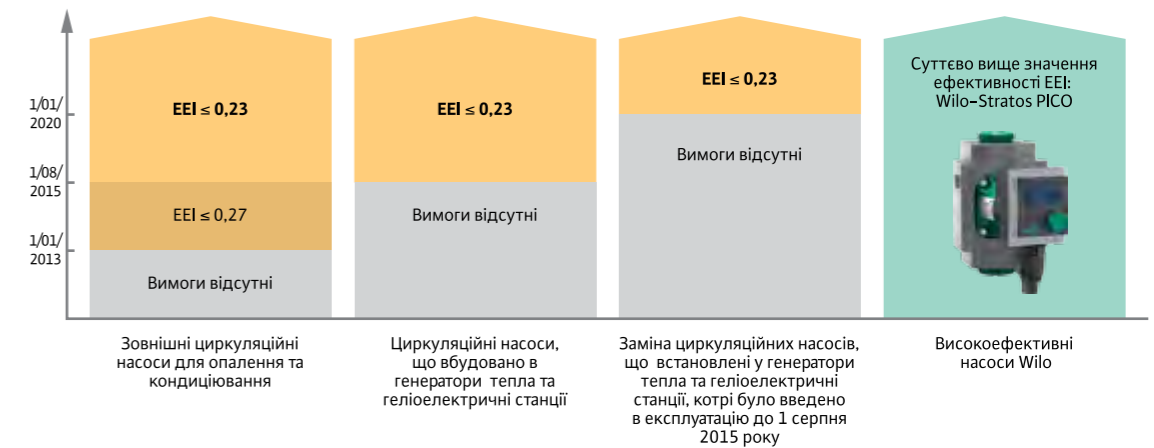 1/01/
2020
1/08/
2015
1/01/
2013
EEI ≤ 0,23
EEI ≤ 0,27
Вимоги відсутні
EEI ≤ 0,23
Вимоги відсутні
EEI ≤ 0,23
Вимоги відсутні
Суттєво вище значення
ефективності EEI:
Wilo–Stratos PICO
Зовнішні циркуляційні
насоси для опалення та
кондиціювання
Циркуляційні насоси,
що вбудовано в
генератори тепла та
геліоелектричні станції
Заміна циркуляційних насосів,
що встановлені у генератори
тепла та геліоелектричні
станції, котрі було введено
в експлуатацію до 1 серпня
2015 року
Високоефективні
насоси Wilo